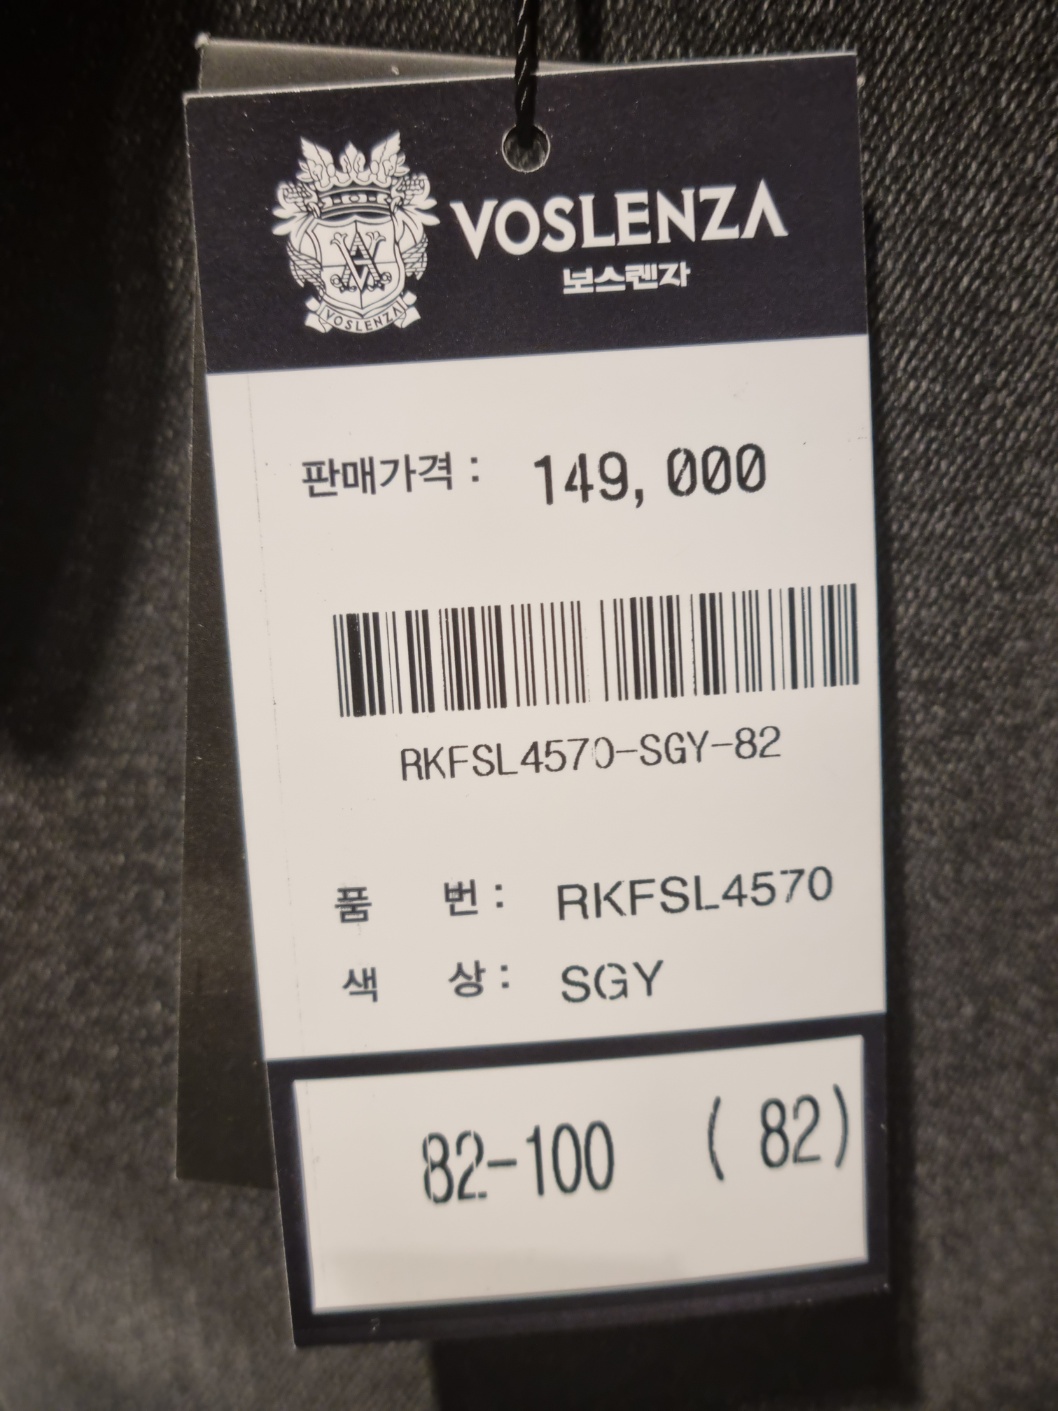 VOSLENZA
VOSLENZA
보스렌자
판매가격 : 149,000
RKFSL4570-SGY-82
품 번 : RKFSL4570
색 상 : SGY
82-100 ( 82)